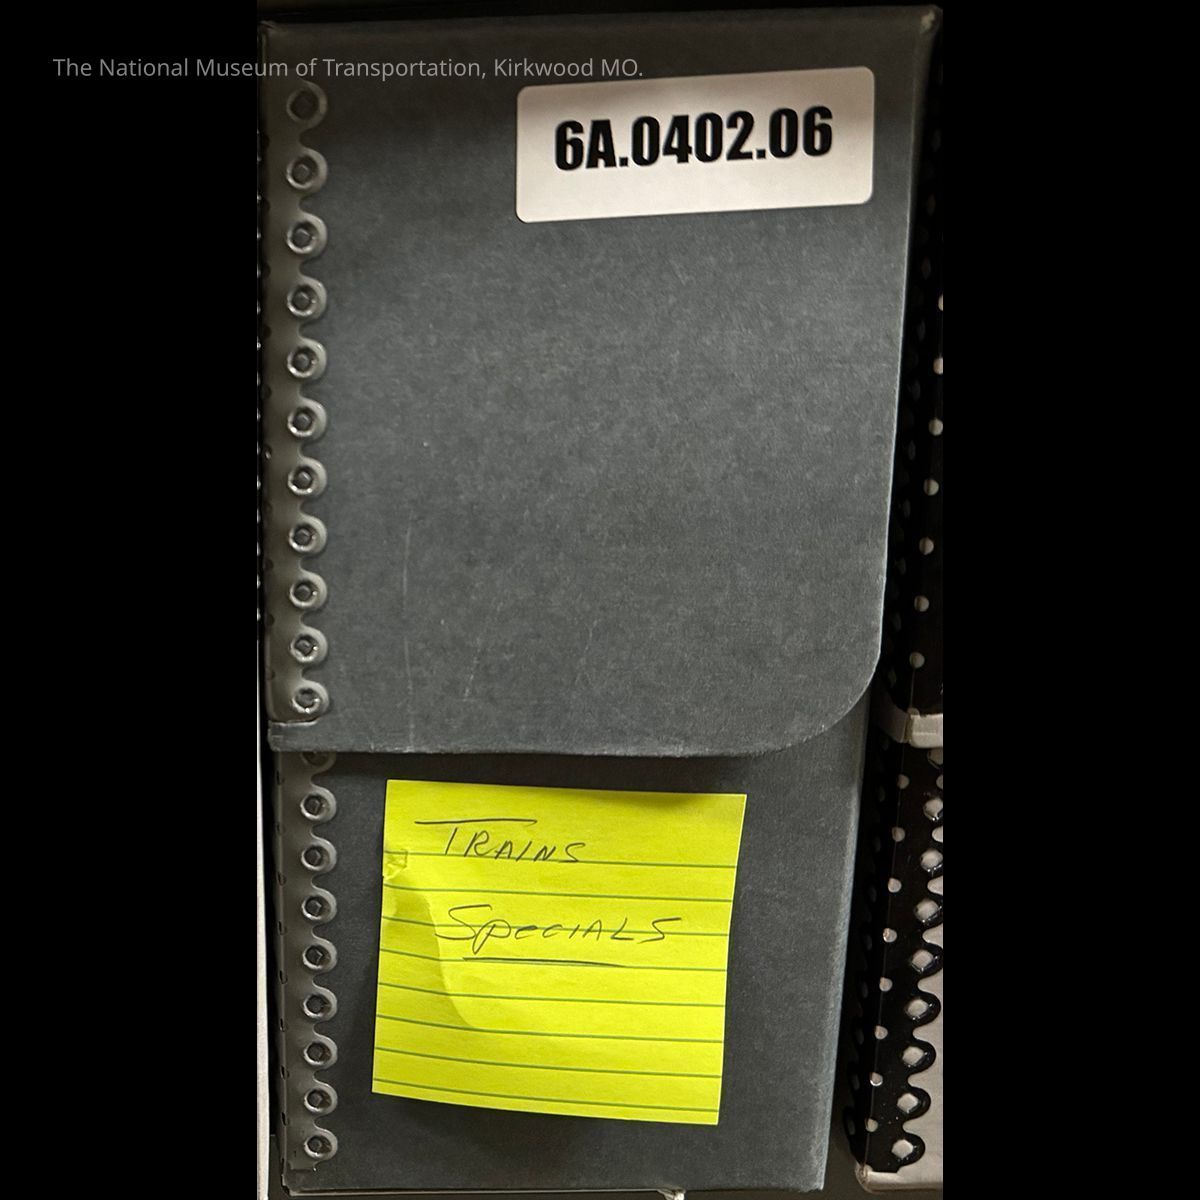 The National Museum of Transportation, Kirkwood MO.
6A.0402.06
TRAINS
SPECIALS